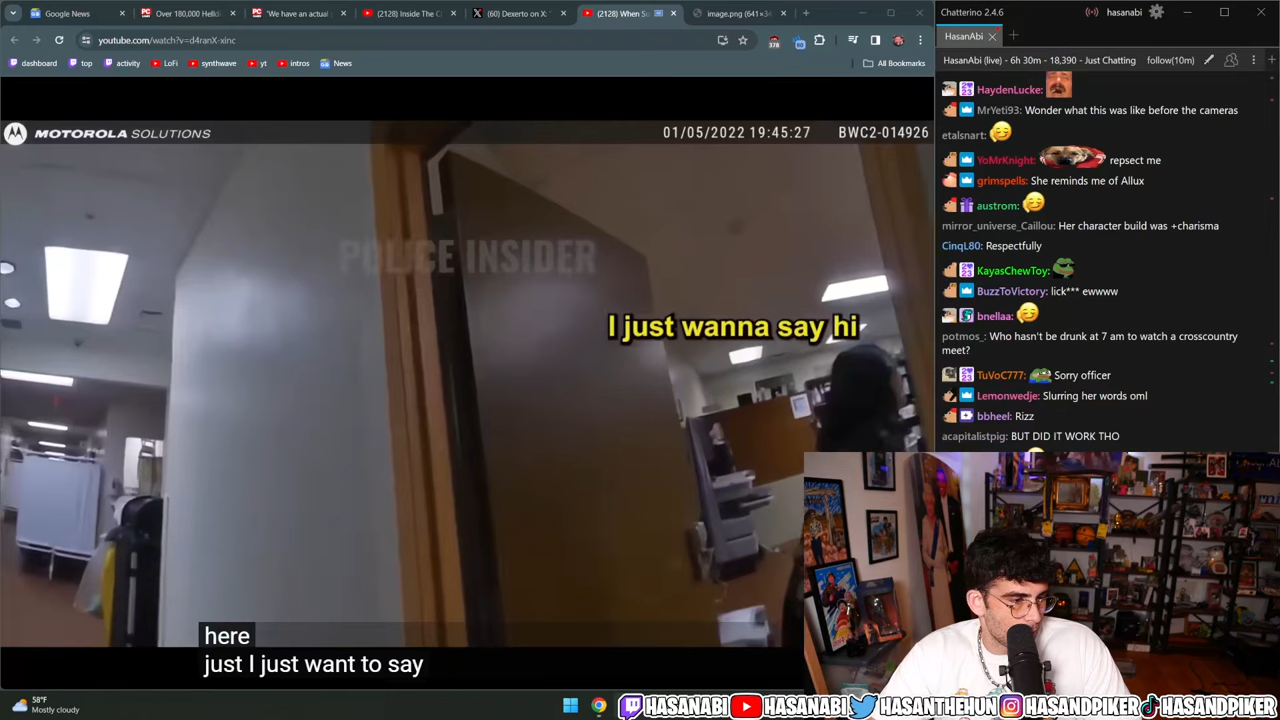 Google News
Over 180,000 Helldi
"We have an actual
(2128) Inside The C
(60) Dexerto on X: "
(2128) When S
image.png (641×34
youtube.com/watch?v=d4ranX-xinc
378
60
dashboard
top
activity
LoFi
synthwave
yt
intros
News
All Bookmarks
MOTOROLA SOLUTIONS
01/05/2022 19:45:27 BWC2-014926
POLICE INSIDER
I just wanna say hi
here
just I just want to say
58°F
Mostly cloudy
Chatterino 2.4.6
hasanabi
HasanAbi
HasanAbi (live) - 6h 30m - 18,390 - Just Chatting
follow(10m)
HaydenLucke:
MrYeti93: Wonder what this was like before the cameras
etalsnart:
YoMrKnight: repsect me
grimspells: She reminds me of Allux
austrom:
mirror_universe_Caillou: Her character build was +charisma
CinqL80: Respectfully
KayasChewToy:
BuzzToVictory: lick*** ewwww
bnellaa:
potmos_: Who hasn't be drunk at 7 am to watch a crosscountry
meet?
TuVoC777: Sorry officer
Lemonwedje: Slurring her words oml
bbheel: Rizz
acapitalistpig: BUT DID IT WORK THO
HASANABI HASANABI HASANTHEHUN HASANDPIKER HASANDPIKER